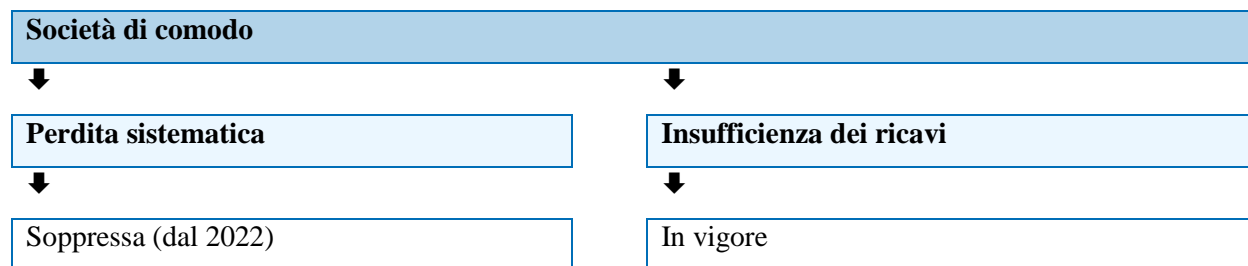 Società di comodo
Perdita sistematica
Insufficienza dei ricavi
Soppressa (dal 2022)
In vigore